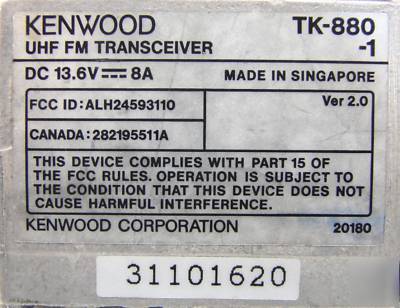 KENWOOD TK-880
UHF FM TRANSCEIVER -1
DC 13.6V⎓8A MADE IN SINGAPORE
FCC ID: ALH24593110 Ver 2.0
CANADA: 282195511A
THIS DEVICE COMPLIES WITH PART 15 OF
THE FCC RULES. OPERATION IS SUBJECT TO
THE CONDITION THAT THIS DEVICE DOES NOT
CAUSE HARMFUL INTERFERENCE.
KENWOOD CORPORATION 20180
31101620